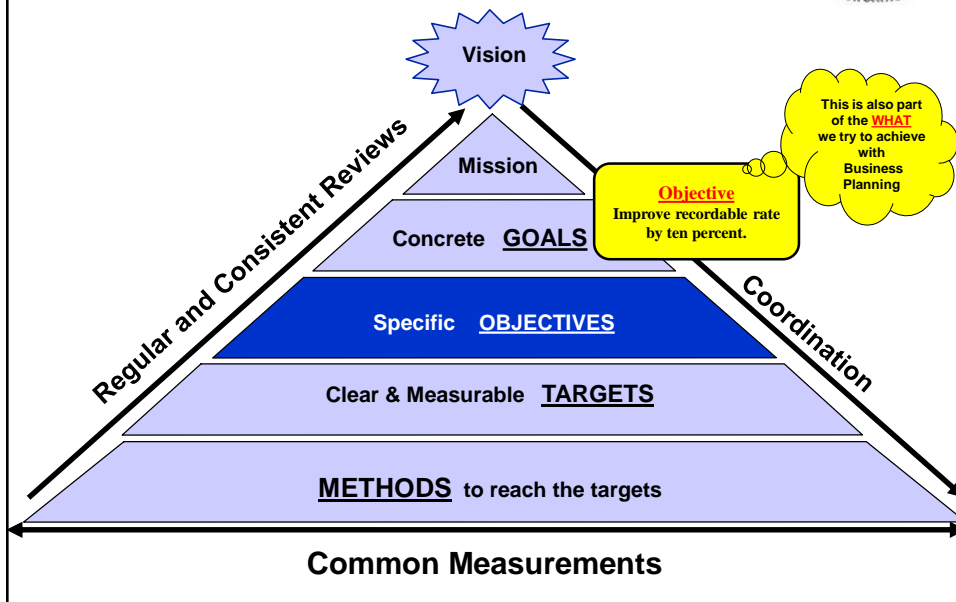 Vision
Mission
Concrete GOALS
Specific OBJECTIVES
Clear & Measurable TARGETS
METHODS to reach the targets
Regular and Consistent Reviews
Coordination
Common Measurements
Objective
Improve recordable rate
by ten percent.
This is also part
of the WHAT
we try to achieve
with
Business
Planning